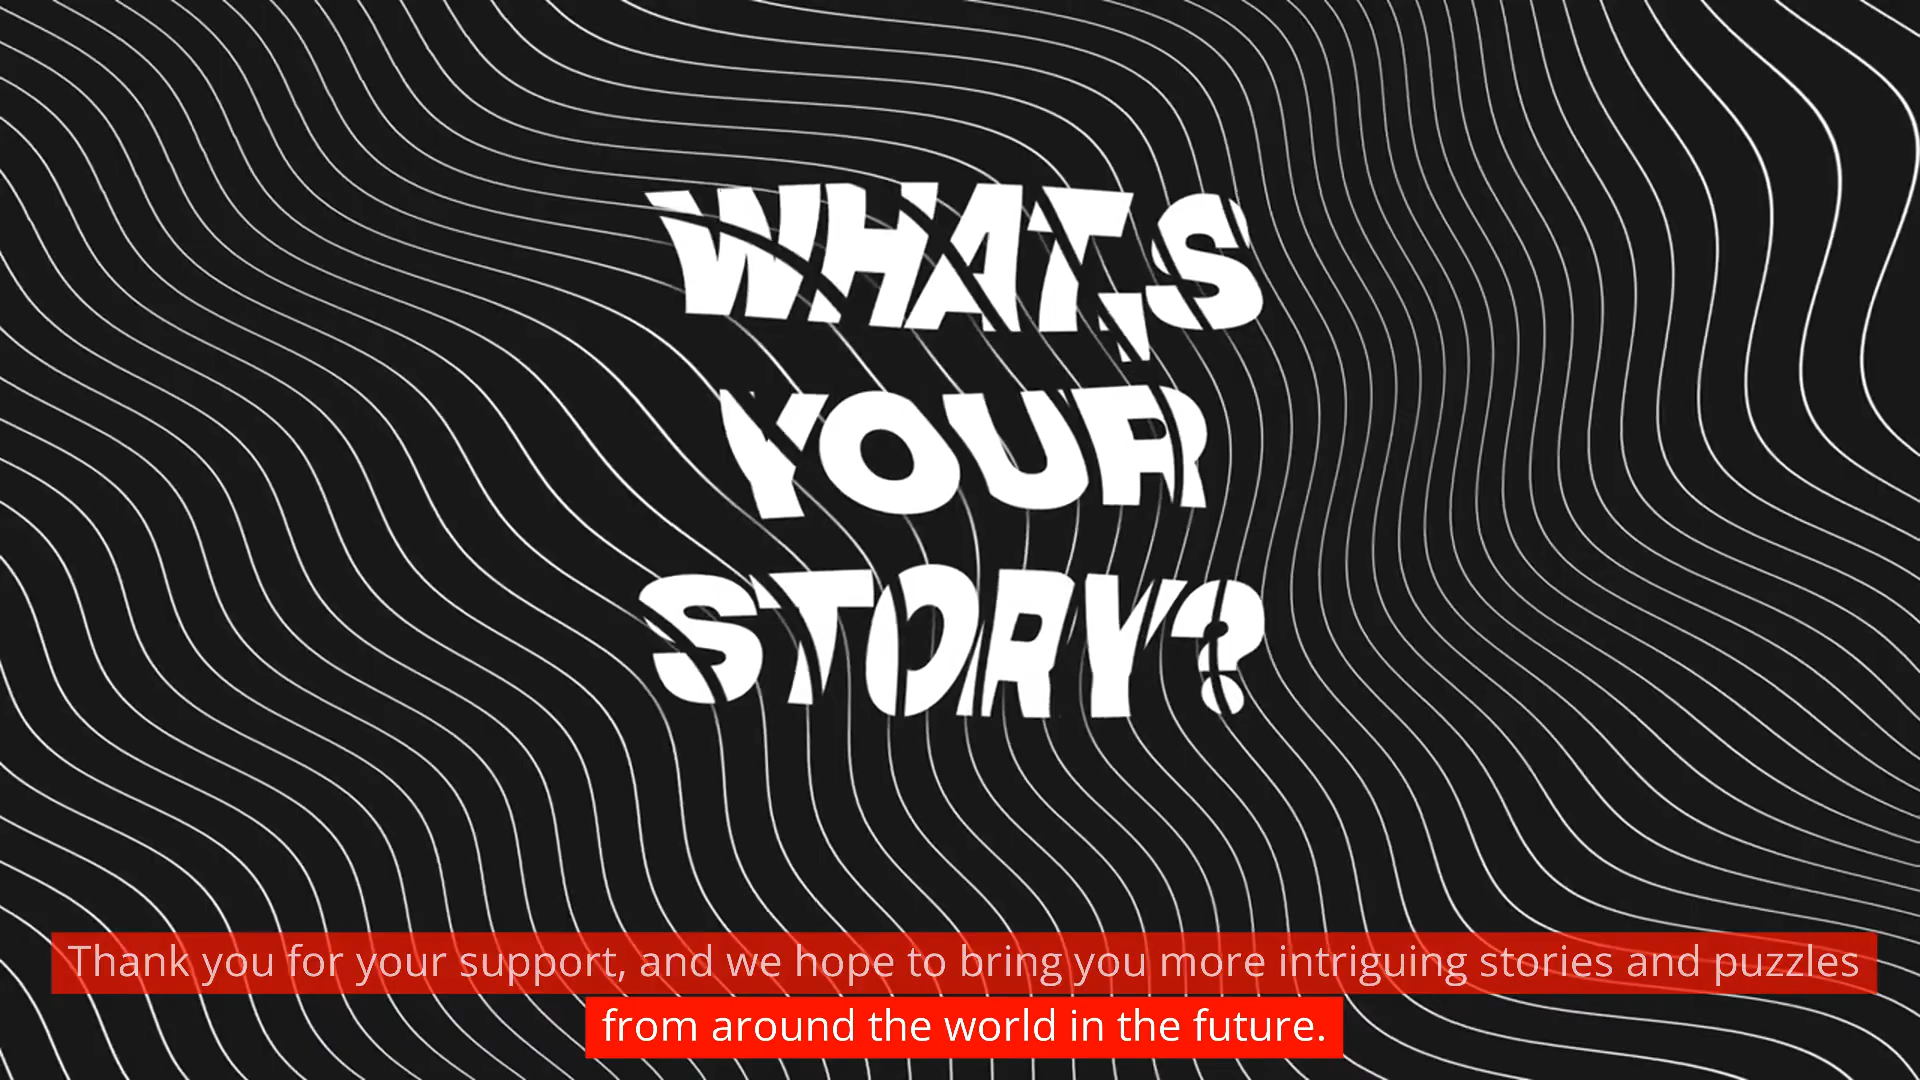 WHAT'S
YOUR
STORY?
Thank you for your support, and we hope to bring you more intriguing stories and puzzles
from around the world in the future.